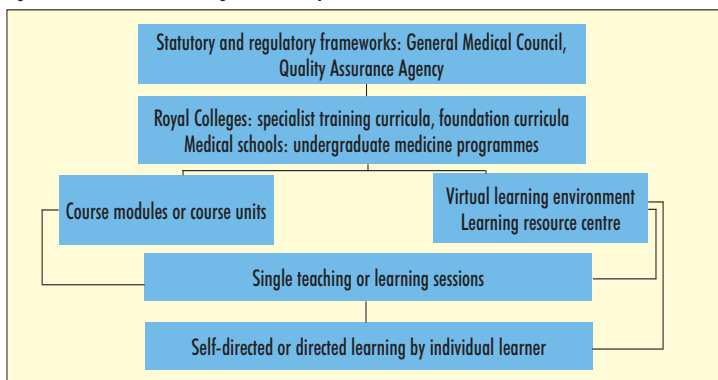 Statutory and regulatory frameworks: General Medical Council,
Quality Assurance Agency
Royal Colleges: specialist training curricula, foundation curricula
Medical schools: undergraduate medicine programmes
Course modules or course units
Virtual learning environment
Learning resource centre
Single teaching or learning sessions
Self-directed or directed learning by individual learner